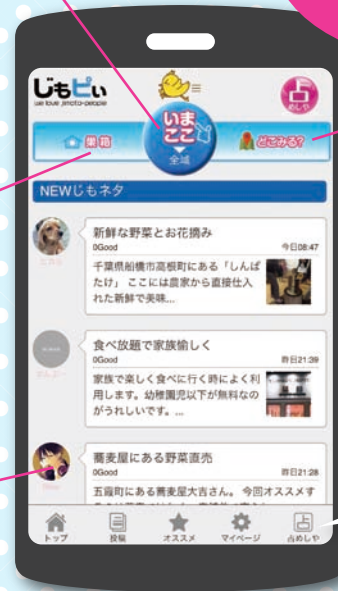 じもピぃ
we love jimoto-people
占
めしや
巣箱
いま
ここ
全域
どこみる?
NEWじもネタ
新鮮な野菜とお花摘み
0Good
今日08:47
千葉県船橋市高根町にある「しんぱ
たけ」 ここには農家から直接仕入
れた新鮮で美味...
食べ放題で家族愉しく
0Good
昨日21:39
家族で楽しく食べに行く時によく利
用します。幼稚園児以下が無料なの
がうれしいです。...
蕎麦屋にある野菜直売
0Good
昨日21:28
五霞町にある蕎麦屋大吉さん。 今回オススメす
トップ
投稿
オススメ
マイページ
占
占めしや